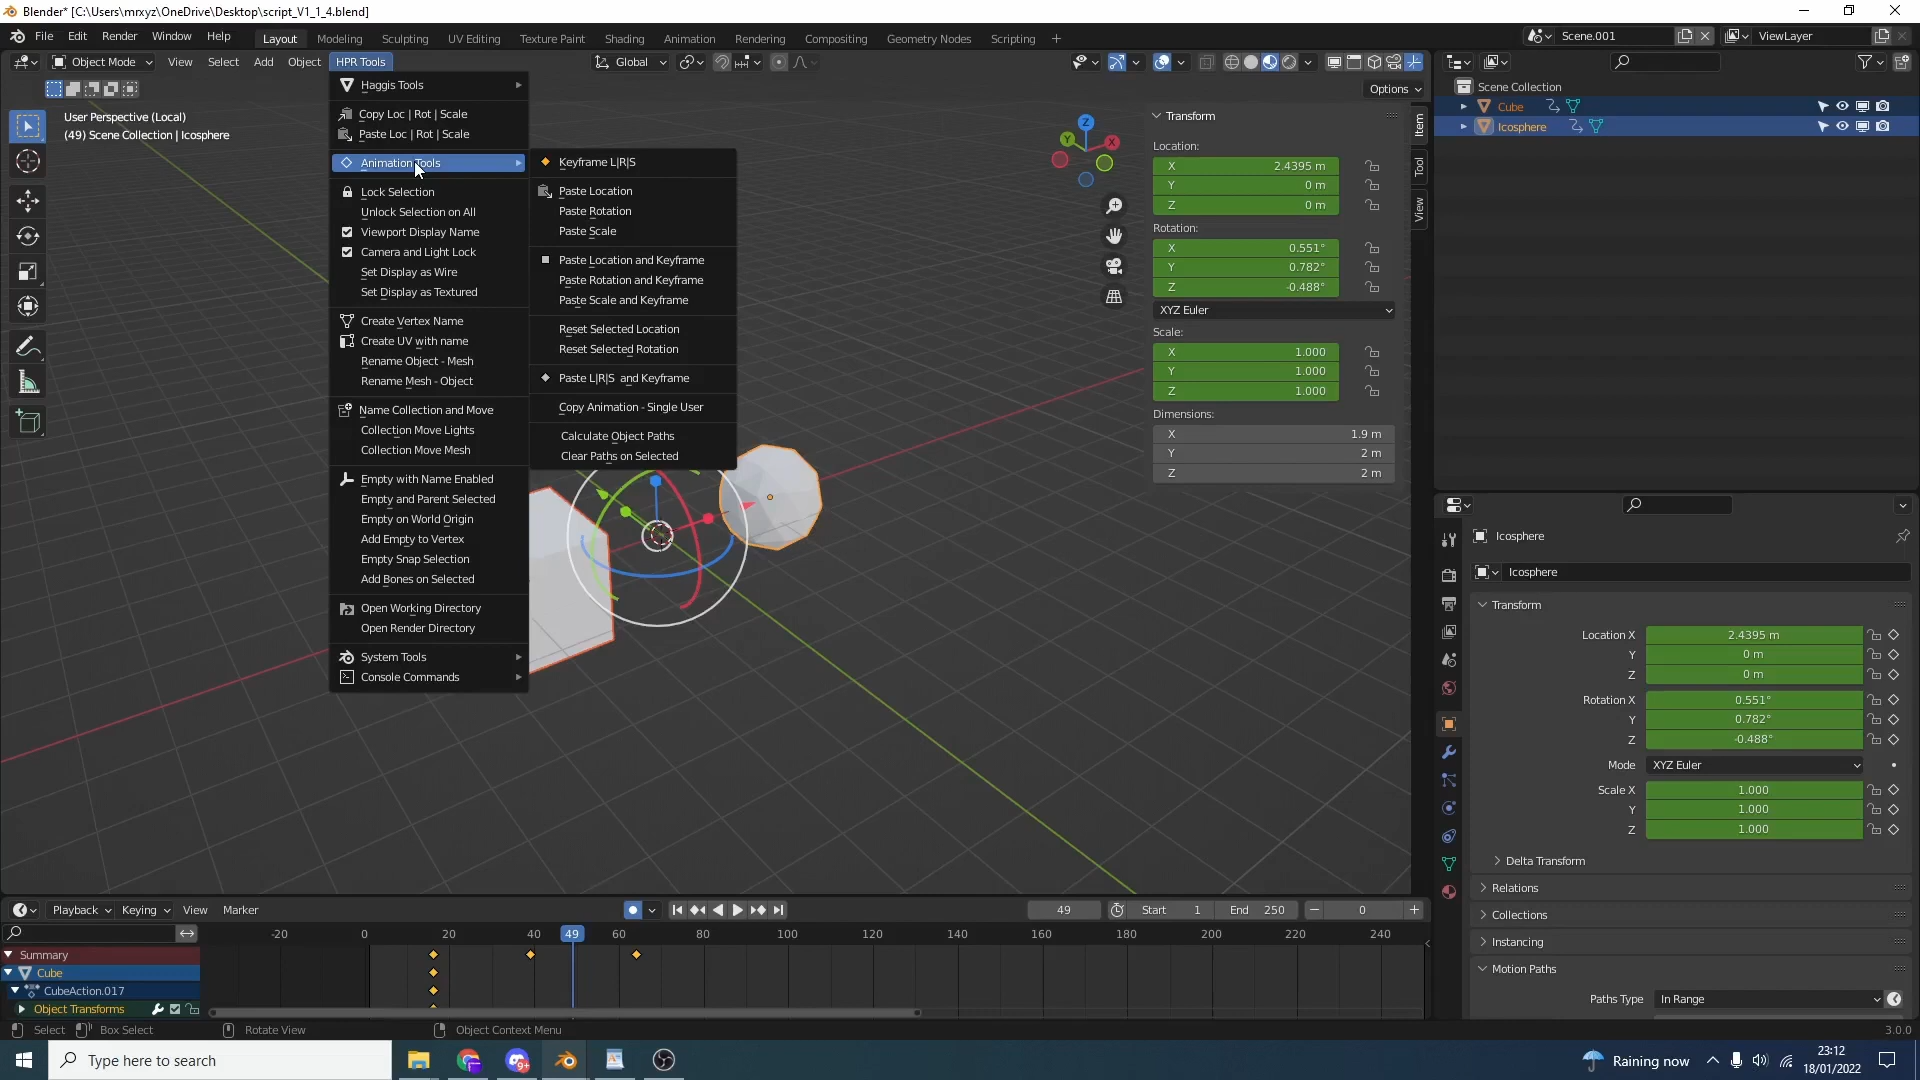 Blender* [C:\Users\mrxyz\OneDrive\Desktop\script_V1_1_4.blend]
File Edit Render Window Help Layout Modeling Sculpting UV Editing Texture Paint Shading Animation Rendering Compositing Geometry Nodes Scripting +
Scene.001 ViewLayer
Object Mode View Select Add Object HPR Tools Global
Options
User Perspective (Local)
(49) Scene Collection | Icosphere
Haggis Tools
Copy Loc | Rot | Scale
Paste Loc | Rot | Scale
Animation Tools
Lock Selection
Unlock Selection on All
Viewport Display Name
Camera and Light Lock
Set Display as Wire
Set Display as Textured
Create Vertex Name
Create UV with name
Rename Object - Mesh
Rename Mesh - Object
Name Collection and Move
Collection Move Lights
Collection Move Mesh
Empty with Name Enabled
Empty and Parent Selected
Empty on World Origin
Add Empty to Vertex
Empty Snap Selection
Add Bones on Selected
Open Working Directory
Open Render Directory
System Tools
Console Commands
Keyframe L|R|S
Paste Location
Paste Rotation
Paste Scale
Paste Location and Keyframe
Paste Rotation and Keyframe
Paste Scale and Keyframe
Reset Selected Location
Reset Selected Rotation
Paste L|R|S and Keyframe
Copy Animation - Single User
Calculate Object Paths
Clear Paths on Selected
Z
Y
X
Transform
Location:
X 2.4395 m
Y 0 m
Z 0 m
Rotation:
X 0.551°
Y 0.782°
Z -0.488°
XYZ Euler
Scale:
X 1.000
Y 1.000
Z 1.000
Dimensions:
X 1.9 m
Y 2 m
Z 2 m
Item
Tool
View
Scene Collection
Cube
Icosphere
Icosphere
Icosphere
Transform
Location X 2.4395 m
Y 0 m
Z 0 m
Rotation X 0.551°
Y 0.782°
Z -0.488°
Mode XYZ Euler
Scale X 1.000
Y 1.000
Z 1.000
Delta Transform
Relations
Collections
Instancing
Motion Paths
Paths Type In Range
Playback Keying View Marker 49 Start 1 End 250 0
-20 0 20 40 49 60 80 100 120 140 160 180 200 220 240
Summary
Cube
CubeAction.017
Object Transforms
Select Box Select Rotate View Object Context Menu 3.0.0
Type here to search
9+
Raining now
23:12
18/01/2022